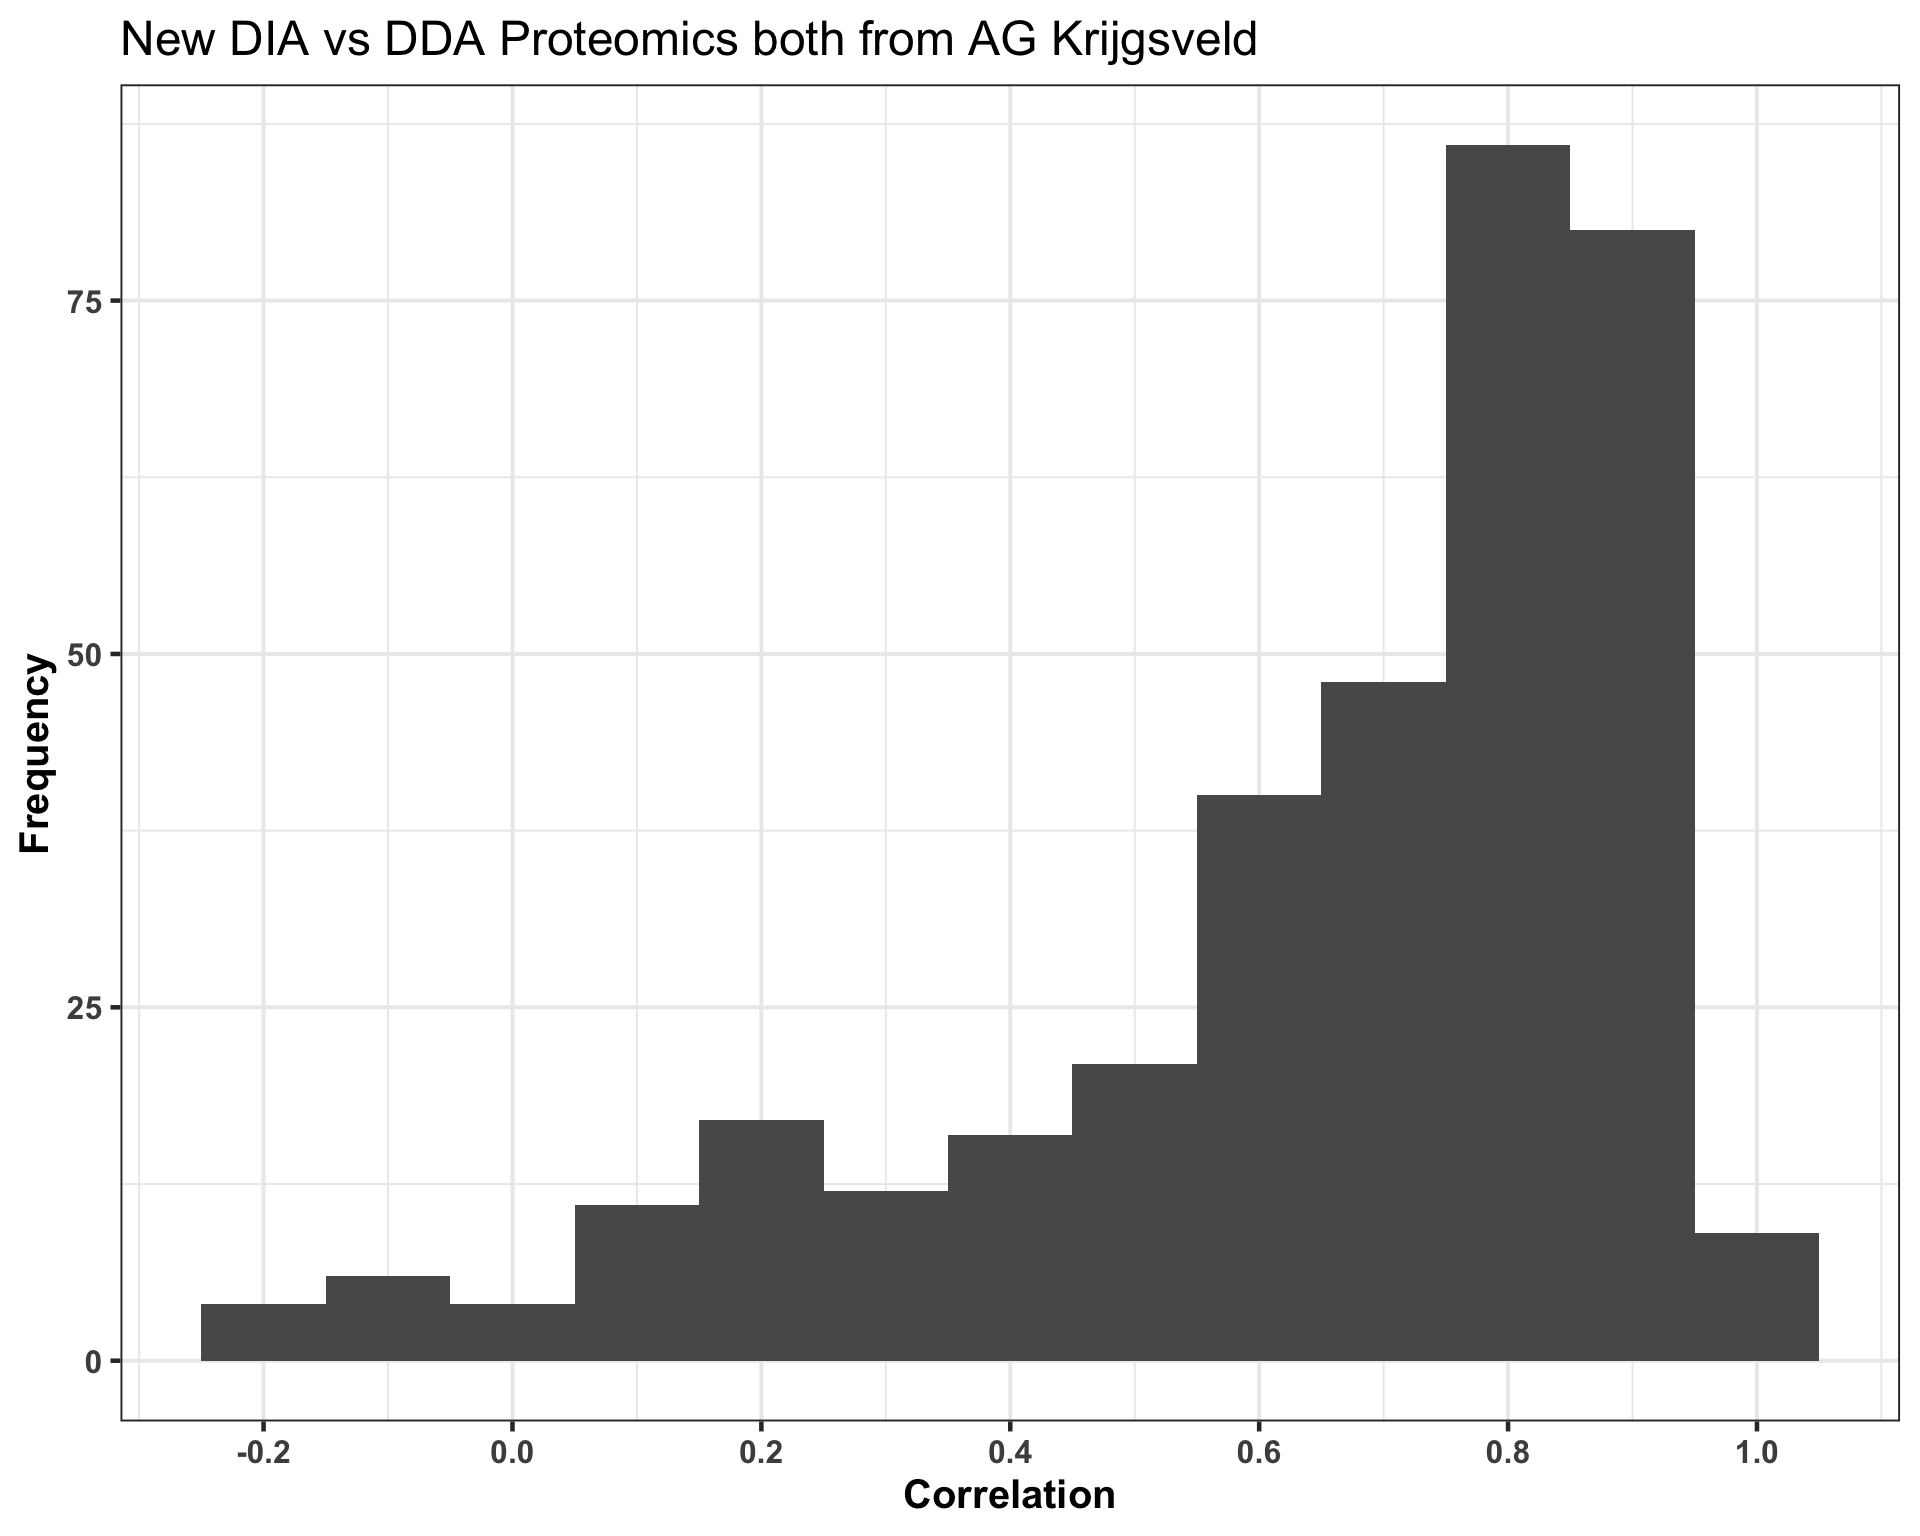 New DIA vs DDA Proteomics both from AG Krijgsveld
Frequency
75
50
25
0
-0.2 0.0 0.2 0.4 0.6 0.8 1.0
Correlation